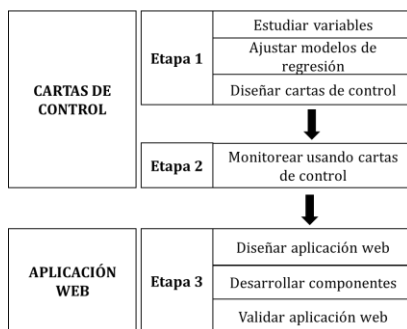 CARTAS DE
CONTROL
Etapa 1
Estudiar variables
Ajustar modelos de
regresión
Diseñar cartas de control
Etapa 2
Monitorear usando cartas
de control
APLICACIÓN
WEB
Etapa 3
Diseñar aplicación web
Desarrollar componentes
Validar aplicación web